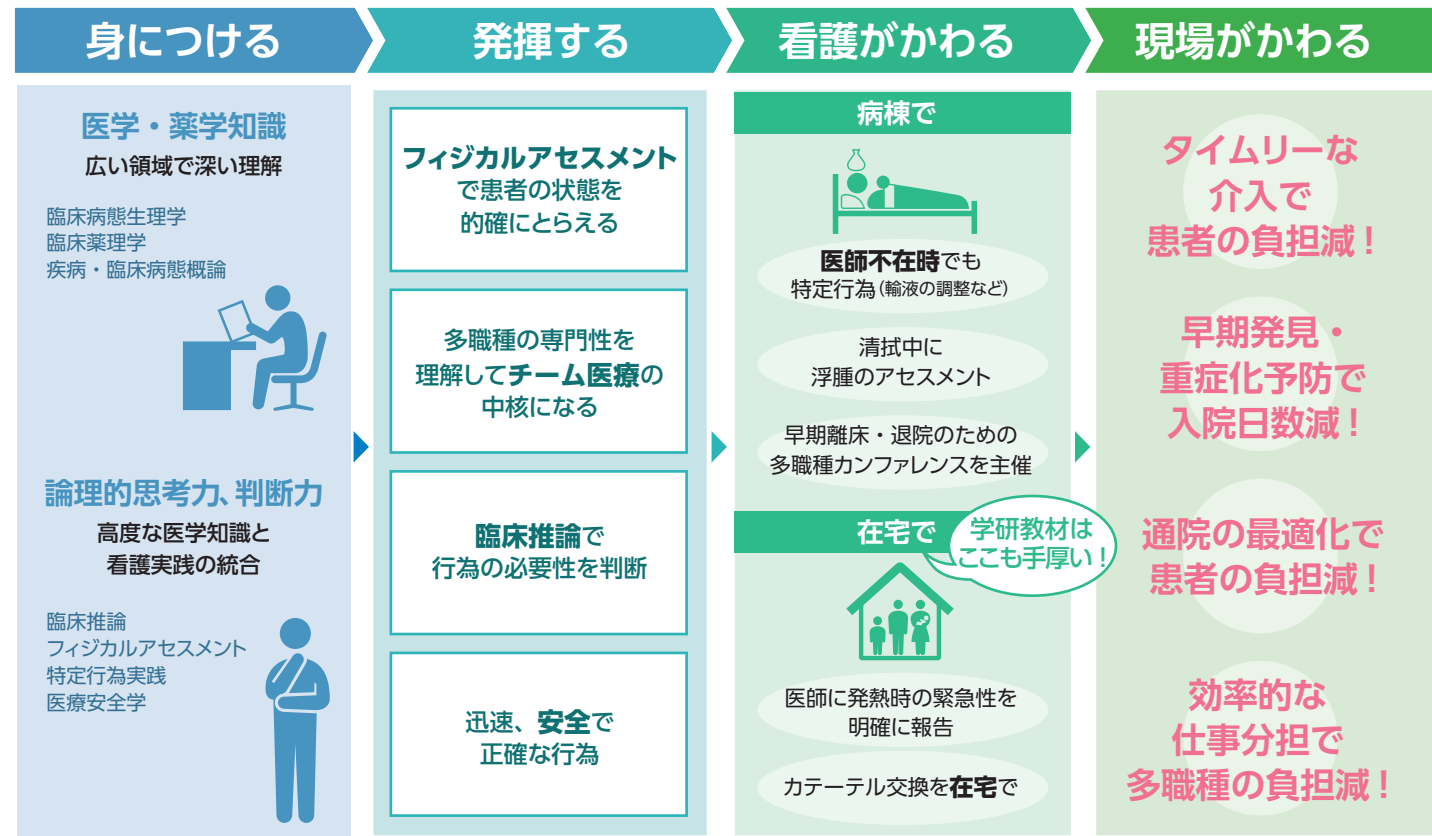 身につける
発揮する
看護がかわる
現場がかわる
医学・薬学知識
広い領域で深い理解
臨床病態生理学
臨床薬理学
疾病・臨床病態概論
論理的思考力、判断力
高度な医学知識と
看護実践の統合
臨床推論
フィジカルアセスメント
特定行為実践
医療安全学
フィジカルアセスメント
で患者の状態を
的確にとらえる
多職種の専門性を
理解してチーム医療の
中核になる
臨床推論で
行為の必要性を判断
迅速、安全で
正確な行為
病棟で
医師不在時でも
特定行為(輸液の調整など)
清拭中に
浮腫のアセスメント
早期離床・退院のための
多職種カンファレンスを主催
在宅で
学研教材は
ここも手厚い!
医師に発熱時の緊急性を
明確に報告
カテーテル交換を在宅で
タイムリーな
介入で
患者の負担減!
早期発見・
重症化予防で
入院日数減!
通院の最適化で
患者の負担減!
効率的な
仕事分担で
多職種の負担減!